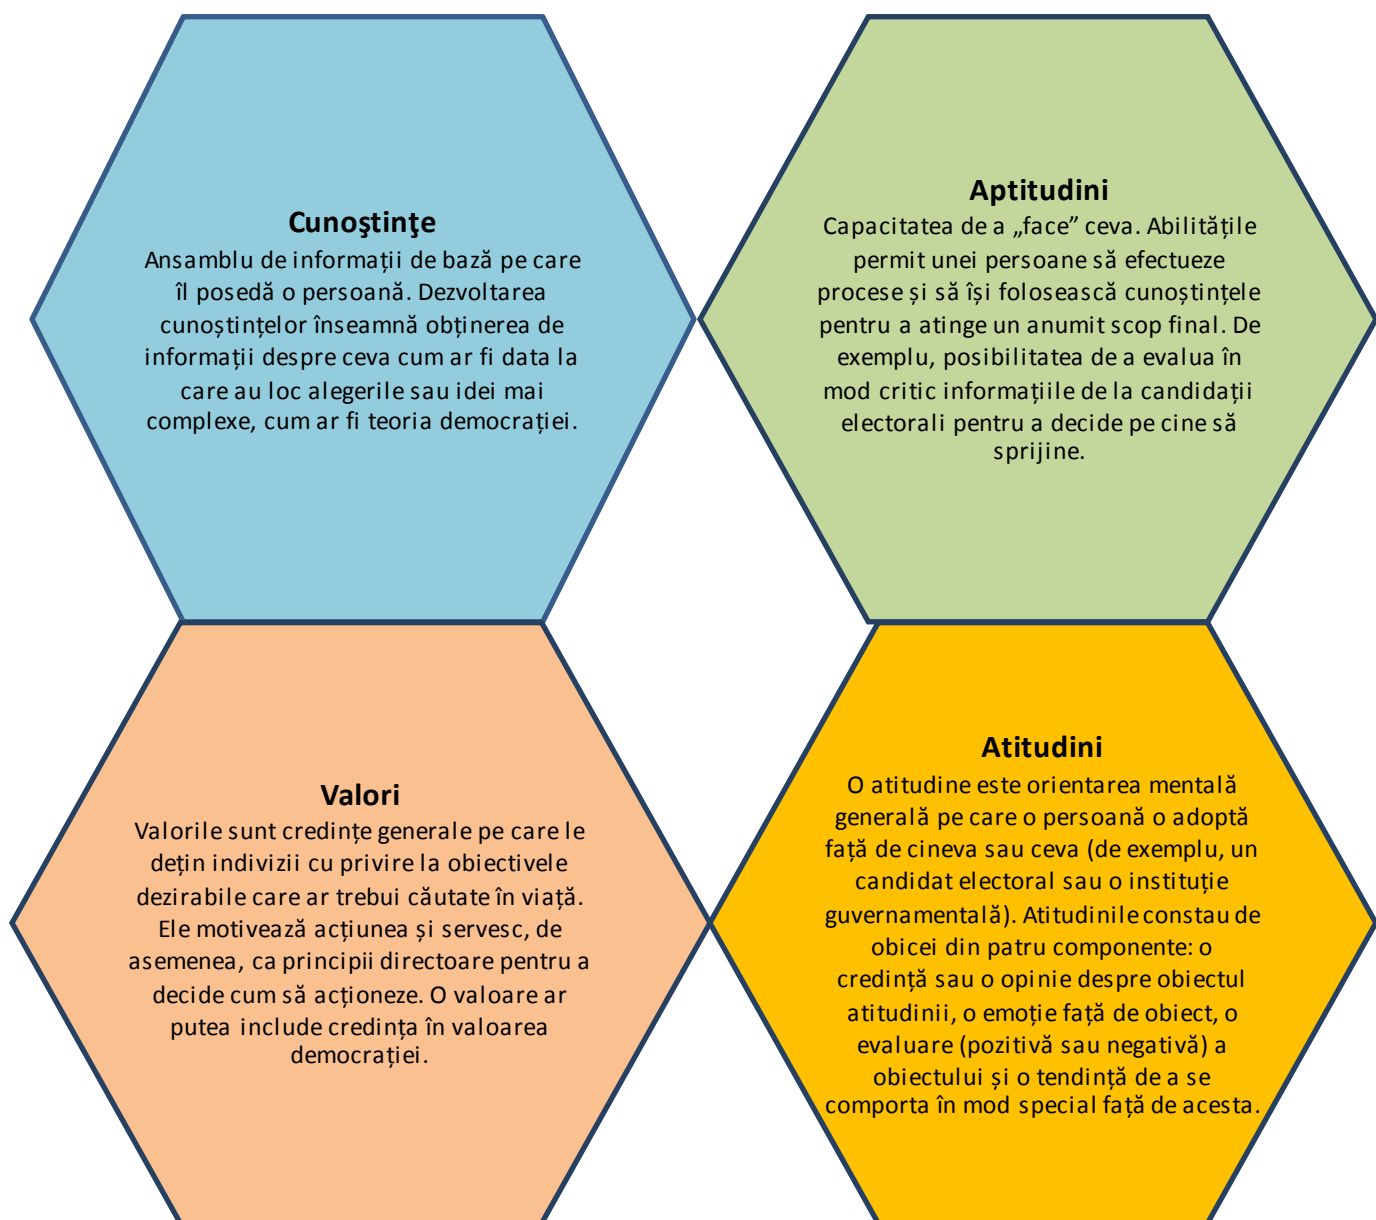 Cunoştinţe
Ansamblu de informații de bază pe care
îl posedă o persoană. Dezvoltarea
cunoștințelor înseamnă obținerea de
informații despre ceva cum ar fi data la
care au loc alegerile sau idei mai
complexe, cum ar fi teoria democrației.
Aptitudini
Capacitatea de a „face” ceva. Abilitățile
permit unei persoane să efectueze
procese și să își folosească cunoștințele
pentru a atinge un anumit scop final. De
exemplu, posibilitatea de a evalua în
mod critic informațiile de la candidații
electorali pentru a decide pe cine să
sprijine.
Valori
Valorile sunt credințe generale pe care le
dețin indivizii cu privire la obiectivele
dezirabile care ar trebui căutate în viață.
Ele motivează acțiunea și servesc, de
asemenea, ca principii directoare pentru a
decide cum să acționeze. O valoare ar
putea include credința în valoarea
democrației.
Atitudini
O atitudine este orientarea mentală
generală pe care o persoană o adoptă
față de cineva sau ceva (de exemplu, un
candidat electoral sau o instituție
guvernamentală). Atitudinile constau de
obicei din patru componente: o
credință sau o opinie despre obiectul
atitudinii, o emoție față de obiect, o
evaluare (pozitivă sau negativă) a
obiectului și o tendință de a se
comporta în mod special față de acesta.